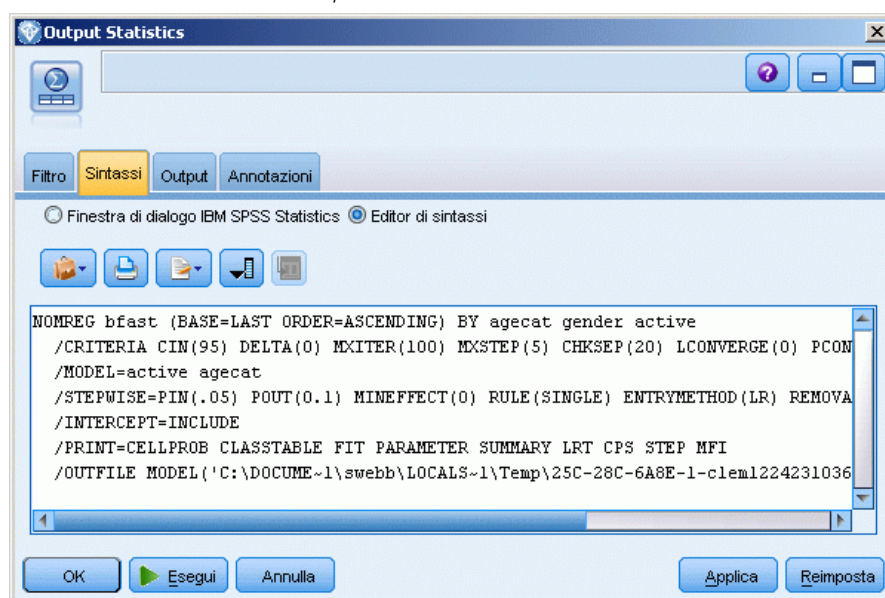 Output Statistics
Filtro Sintassi Output Annotazioni
Finestra di dialogo IBM SPSS Statistics Editor di sintassi
NOMREG bfast (BASE=LAST ORDER=ASCENDING) BY agecat gender active
/CRITERIA CIN(95) DELTA(0) MXITER(100) MXSTEP(5) CHKSEP(20) LCONVERGE(0) PCON
/MODEL=active agecat
/STEPWISE=PIN(.05) POUT(0.1) MINEFFECT(0) RULE(SINGLE) ENTRYMETHOD(LR) REMOVA
/INTERCEPT=INCLUDE
/PRINT=CELLPROB CLASSTABLE FIT PARAMETER SUMMARY LRT CPS STEP MFI
/OUTFILE MODEL('C:\DOCUME~1\swebb\LOCALS~1\Temp\25C-28C-6A8E-1-clem1224231036
OK Esegui Annulla Applica Reimposta